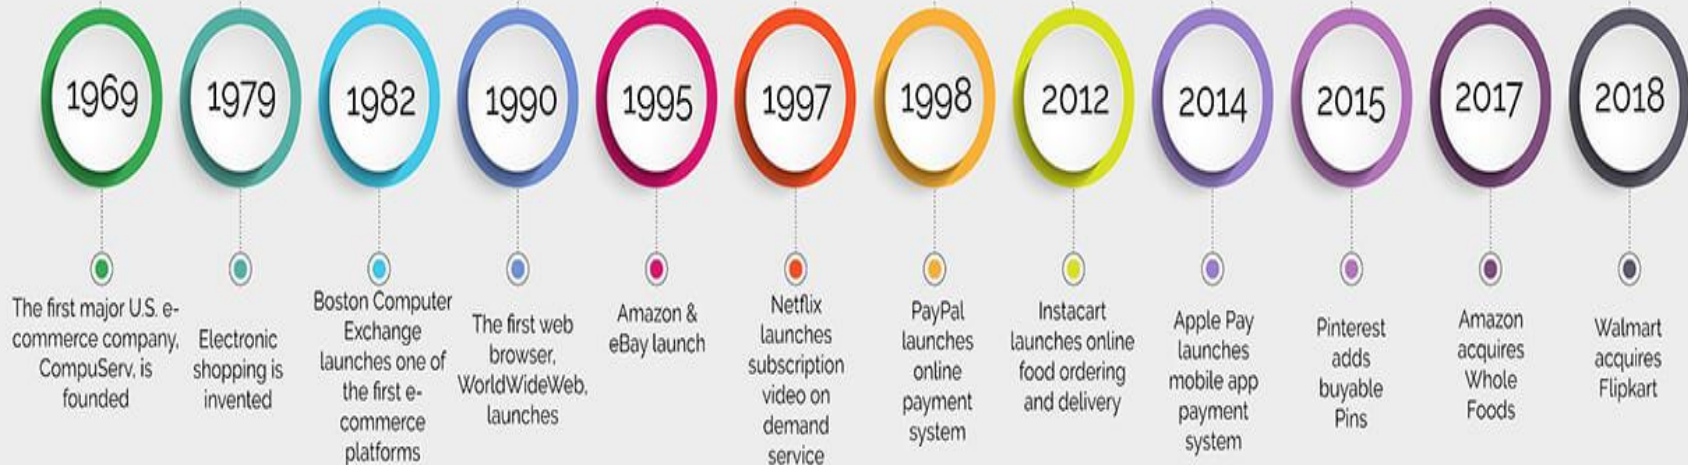 1969
The first major U.S. e-
commerce company,
CompuServ, is
founded
1979
Electronic
shopping is
invented
1982
Boston Computer
Exchange
launches one of
the first e-
commerce
platforms
1990
The first web
browser,
WorldWideWeb,
launches
1995
Amazon &
eBay launch
1997
Netflix
launches
subscription
video on
demand
service
1998
PayPal
launches
online
payment
system
2012
Instacart
launches online
food ordering
and delivery
2014
Apple Pay
launches
mobile app
payment
system
2015
Pinterest
adds
buyable
Pins
2017
Amazon
acquires
Whole
Foods
2018
Walmart
acquires
Flipkart